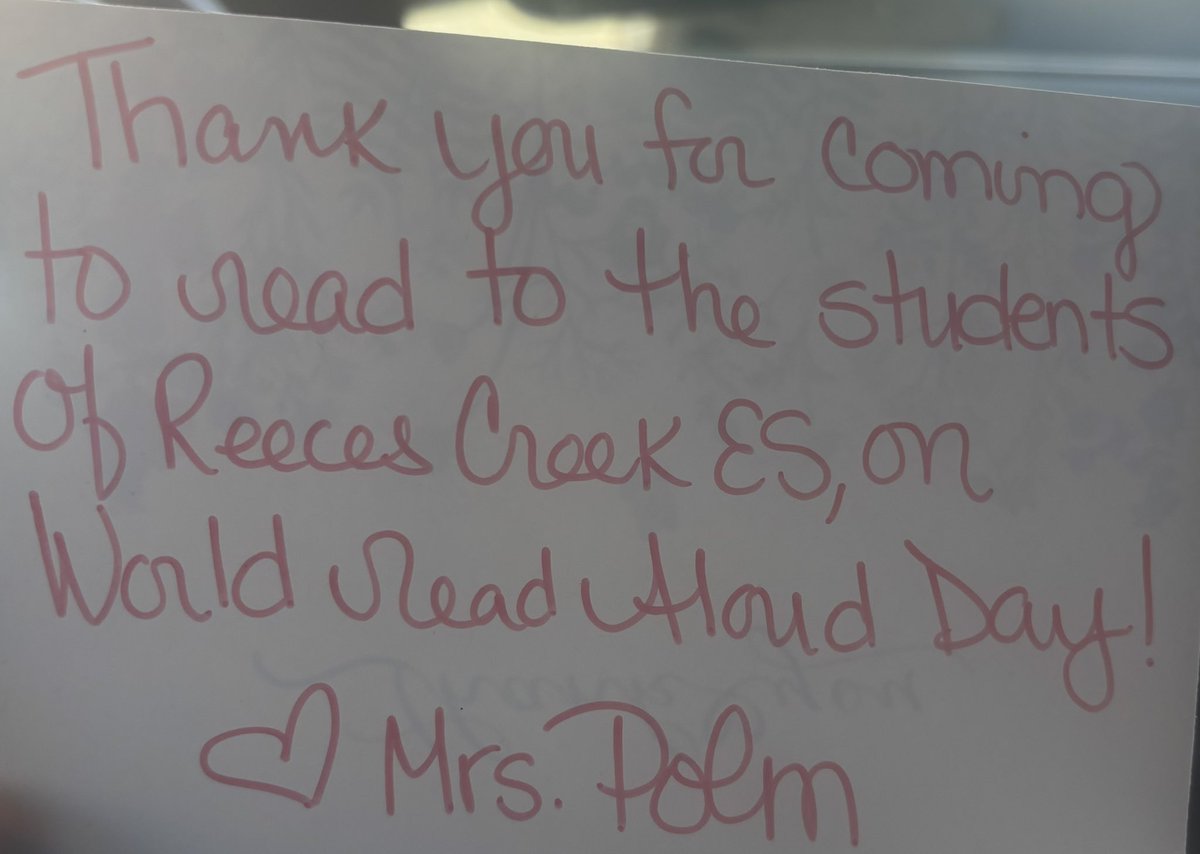 Thank you for coming
to read to the students
of Reeces Creek ES, on
World Read Aloud Day!
♡ Mrs. Polm